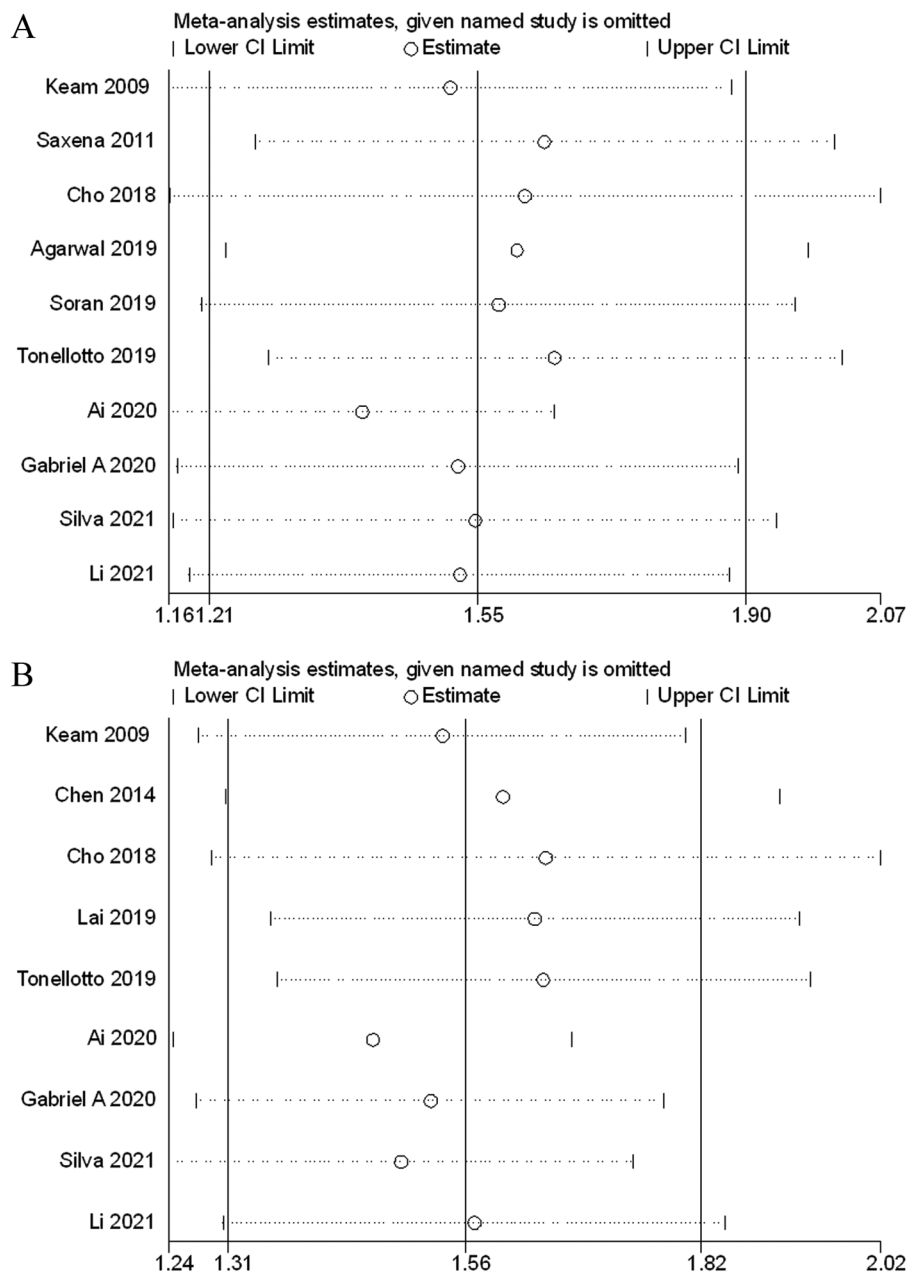 A
Meta-analysis estimates, given named study is omitted
| Lower CI Limit ○ Estimate | Upper CI Limit
Keam 2009
Saxena 2011
Cho 2018
Agarwal 2019
Soran 2019
Tonellotto 2019
Ai 2020
Gabriel A 2020
Silva 2021
Li 2021
1.16 1.21 1.55 1.90 2.07
B
Meta-analysis estimates, given named study is omitted
| Lower CI Limit ○ Estimate | Upper CI Limit
Keam 2009
Chen 2014
Cho 2018
Lai 2019
Tonellotto 2019
Ai 2020
Gabriel A 2020
Silva 2021
Li 2021
1.24 1.31 1.56 1.82 2.02